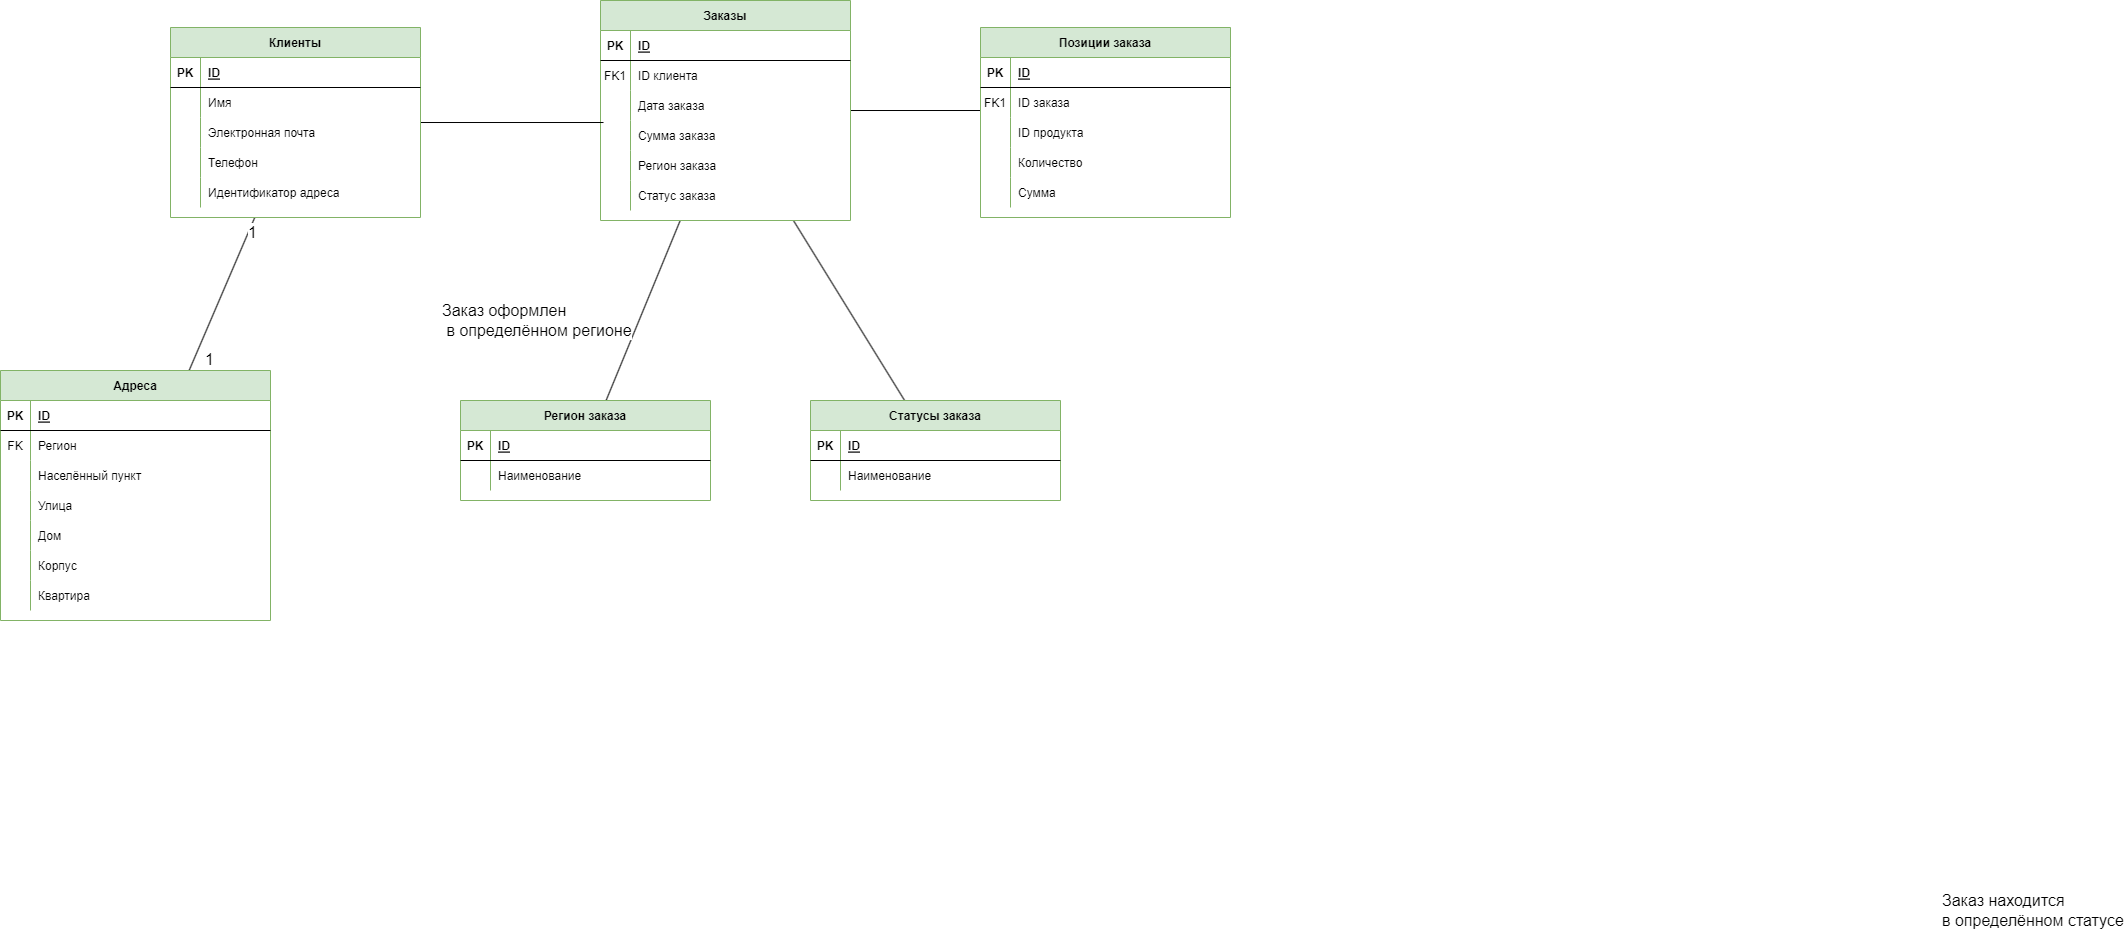 Клиенты
PK ID
Имя
Электронная почта
Телефон
Идентификатор адреса
Заказы
PK ID
FK1 ID клиента
Дата заказа
Сумма заказа
Регион заказа
Статус заказа
Позиции заказа
PK ID
FK1 ID заказа
ID продукта
Количество
Сумма
1
1
Заказ оформлен
в определённом регионе
Адреса
PK ID
FK Регион
Населённый пункт
Улица
Дом
Корпус
Квартира
Регион заказа
PK ID
Наименование
Статусы заказа
PK ID
Наименование
Заказ находится
в определённом статусе